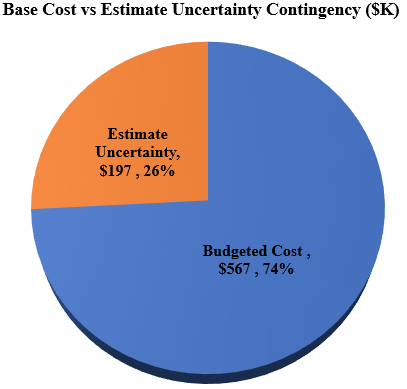 Base Cost vs Estimate Uncertainty Contingency ($K)
Estimate
Uncertainty,
$197 , 26%
Budgeted Cost ,
$567 , 74%